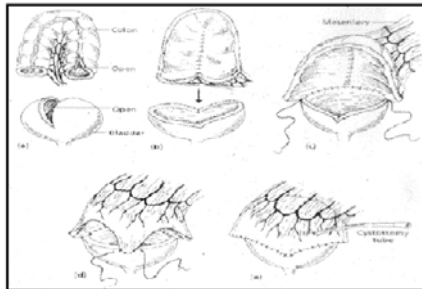 Colon
Open
Open
Bladder
(a)
(b)
Mesentery
(c)
(d)
(e)
Cystostomy
tube